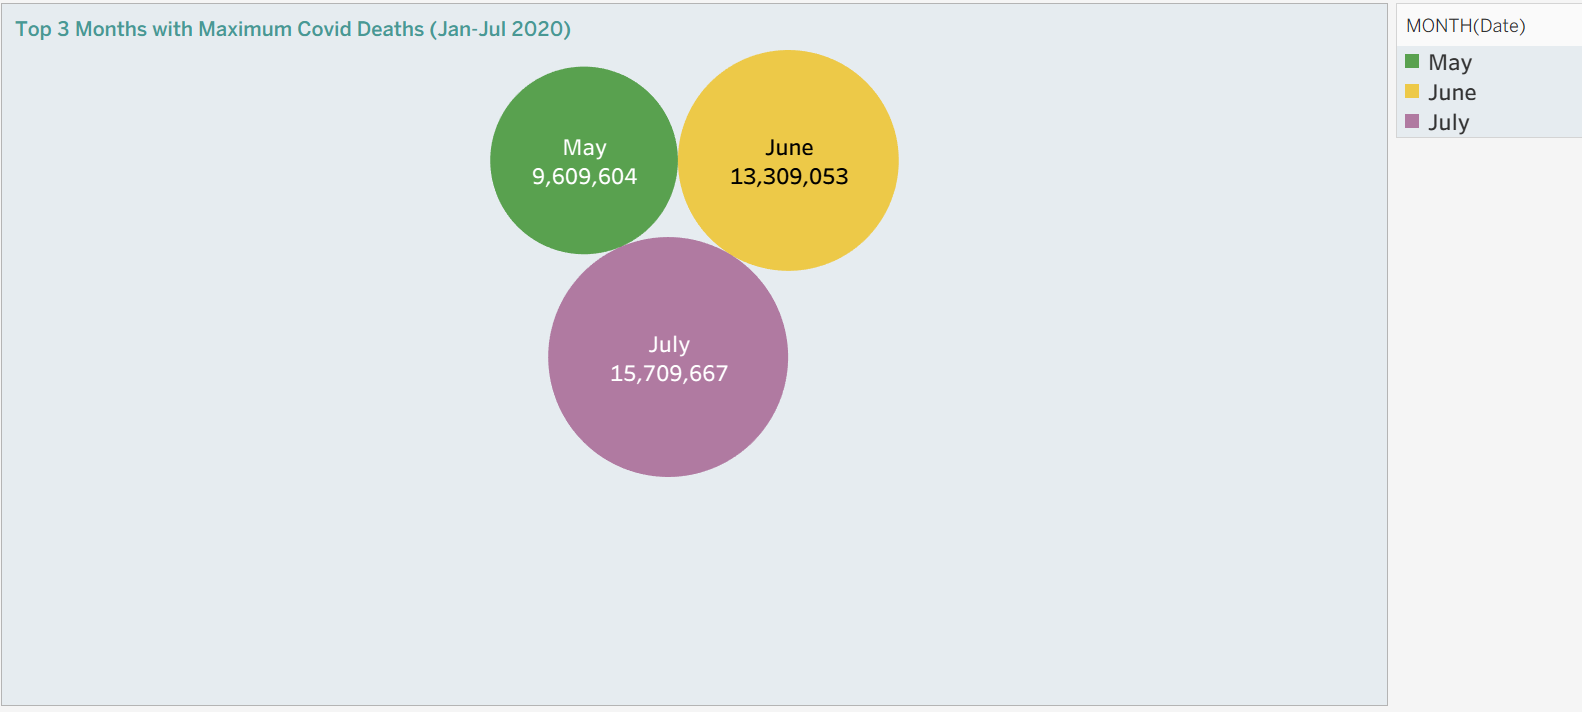 Top 3 Months with Maximum Covid Deaths (Jan-Jul 2020)
May
9,609,604
June
13,309,053
July
15,709,667
MONTH(Date)
May
June
July